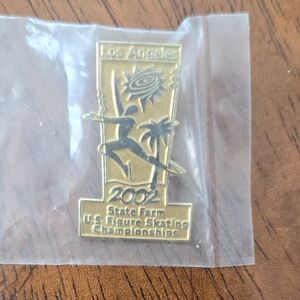 Los Angeles
2002
State Farm
U.S. Figure Skating
Championships